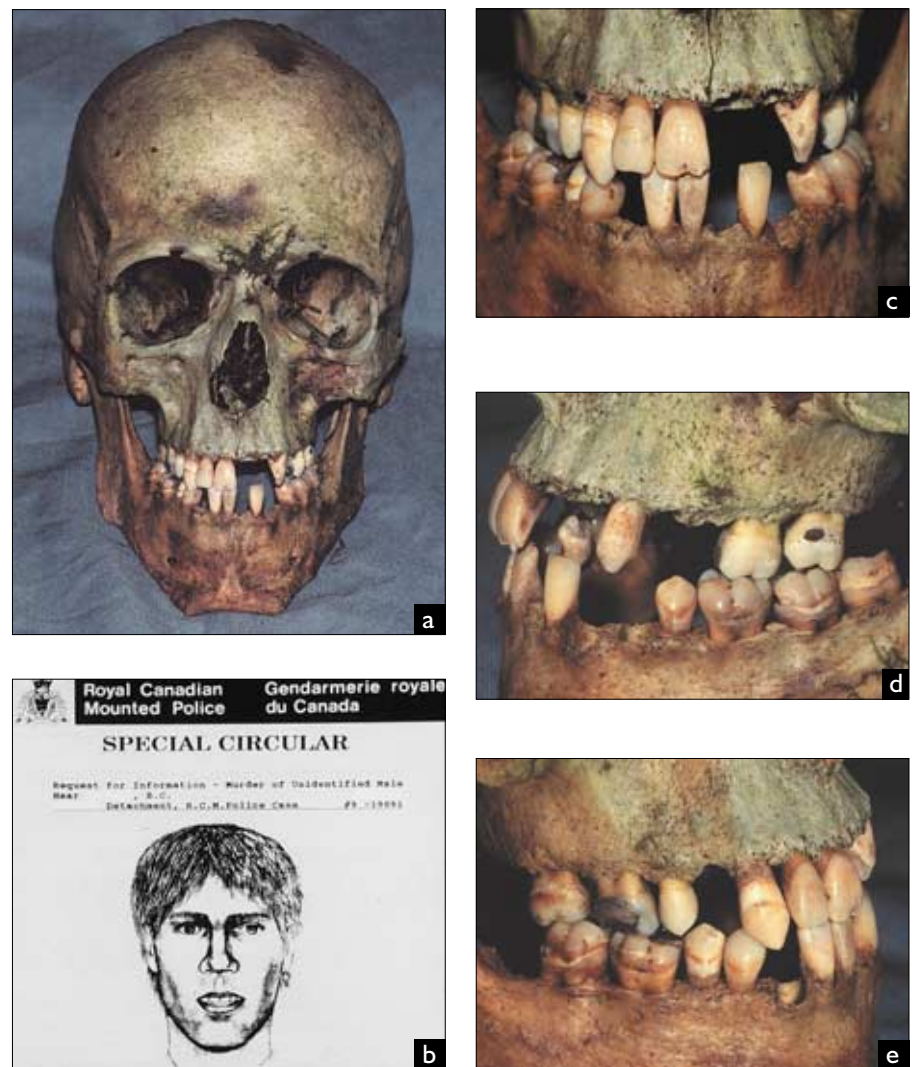 a
Royal Canadian Gendarmerie royale
Mounted Police du Canada
SPECIAL CIRCULAR
Request for Information - Murder of Unidentified Male
Near , B.C.
Detachment, R.C.M.Police Case
b
c
d
e